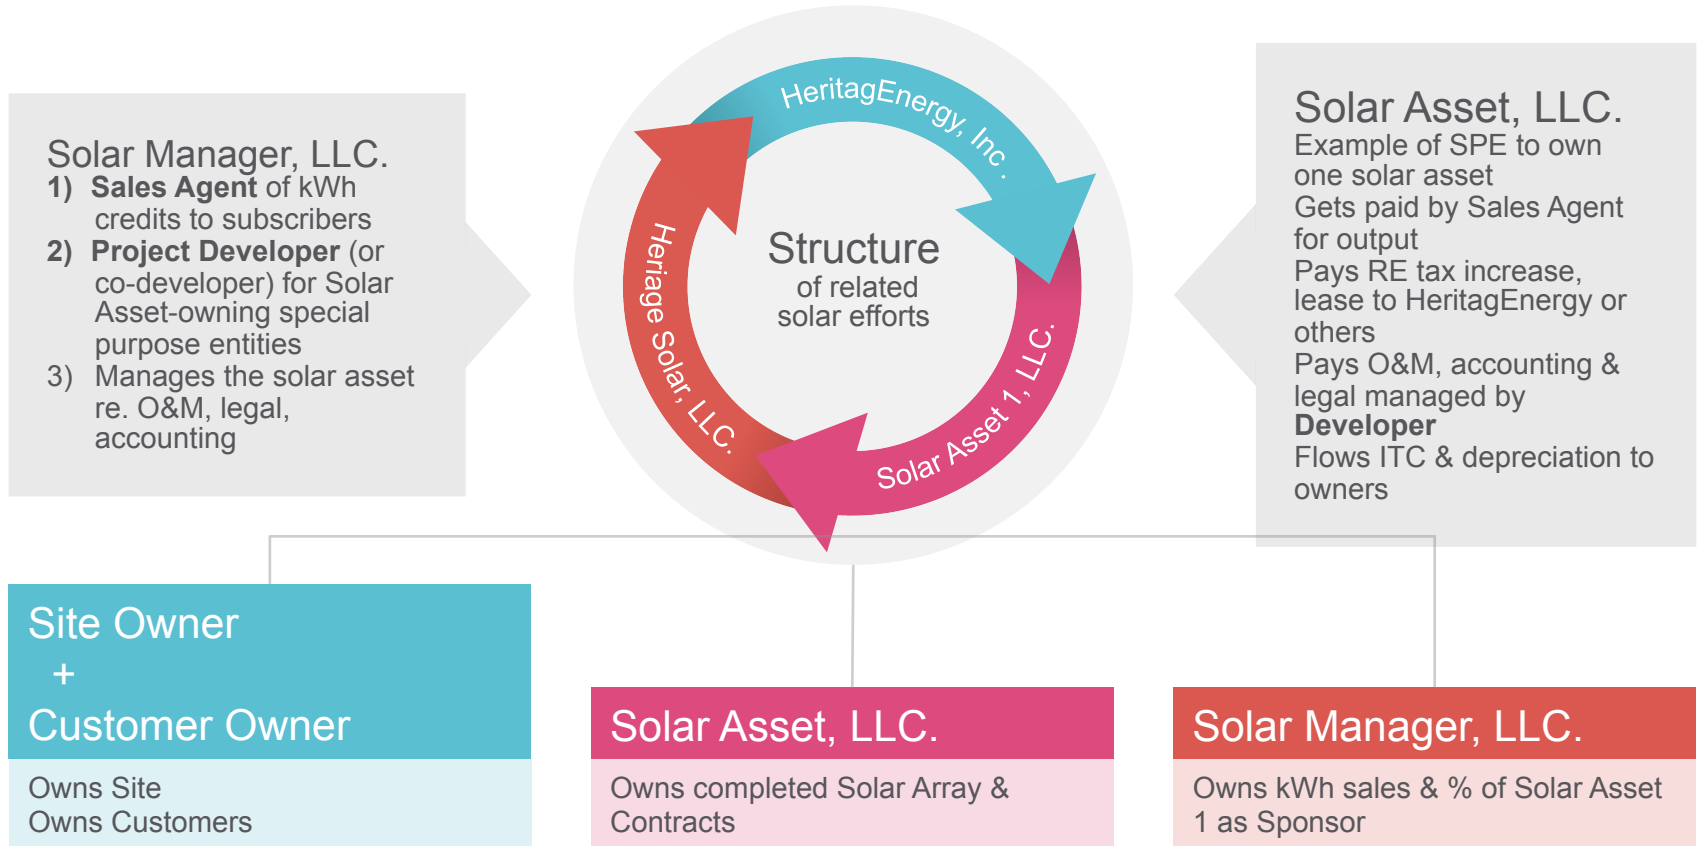 Solar Manager, LLC.
1) Sales Agent of kWh
credits to subscribers
2) Project Developer (or
co-developer) for Solar
Asset-owning special
purpose entities
3) Manages the solar asset
re. O&M, legal,
accounting
HeritagEnergy, Inc.
Solar Asset 1, LLC.
Heriage Solar, LLC.
Structure
of related
solar efforts
Solar Asset, LLC.
Example of SPE to own
one solar asset
Gets paid by Sales Agent
for output
Pays RE tax increase,
lease to HeritagEnergy or
others
Pays O&M, accounting &
legal managed by
Developer
Flows ITC & depreciation to
owners
Site Owner
+
Customer Owner
Owns Site
Owns Customers
Solar Asset, LLC.
Owns completed Solar Array &
Contracts
Solar Manager, LLC.
Owns kWh sales & % of Solar Asset
1 as Sponsor